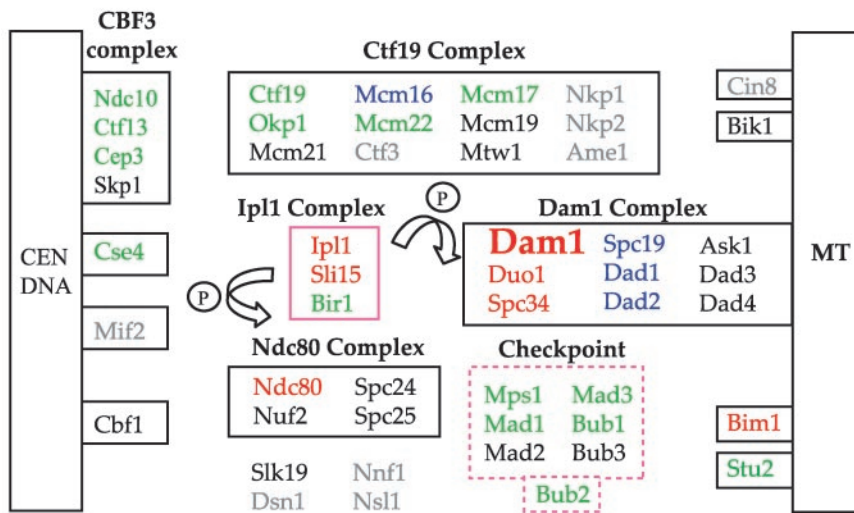 CBF3
complex
Ndc10
Ctf13
Cep3
Skp1
CEN
DNA
Cse4
Mif2
Cbf1
Ctf19 Complex
Ctf19 Mcm16 Mcm17 Nkp1
Okp1 Mcm22 Mcm19 Nkp2
Mcm21 Ctf3 Mtw1 Ame1
P
Ipl1 Complex
Ipl1
Sli15
Bir1
P
Dam1 Complex
Dam1 Spc19 Ask1
Duo1 Dad1 Dad3
Spc34 Dad2 Dad4
Ndc80 Complex
Ndc80 Spc24
Nuf2 Spc25
Slk19 Nnf1
Dsn1 Nsl1
Checkpoint
Mps1 Mad3
Mad1 Bub1
Mad2 Bub3
Bub2
Cin8
Bik1
MT
Bim1
Stu2